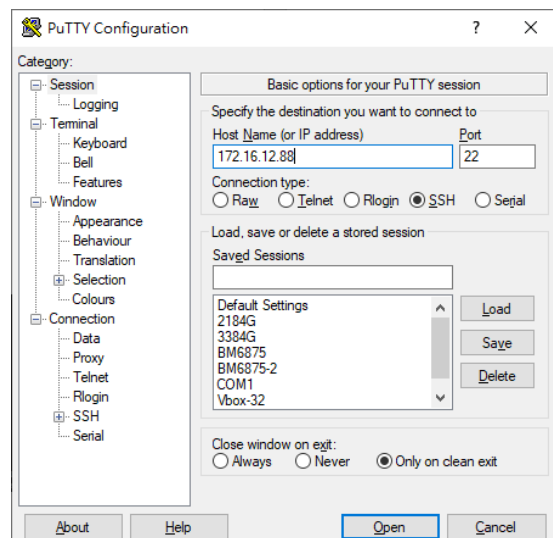 PuTTY Configuration
Category:
Session
Logging
Terminal
Keyboard
Bell
Features
Window
Appearance
Behaviour
Translation
Selection
Colours
Connection
Data
Proxy
Telnet
Rlogin
SSH
Serial
Basic options for your PuTTY session
Specify the destination you want to connect to
Host Name (or IP address) Port
172.16.12.88 22
Connection type:
Raw Telnet Rlogin SSH Serial
Load, save or delete a stored session
Saved Sessions
Default Settings
2184G
3384G
BM6875
BM6875-2
COM1
Vbox-32
Load
Save
Delete
Close window on exit:
Always Never Only on clean exit
About Help Open Cancel